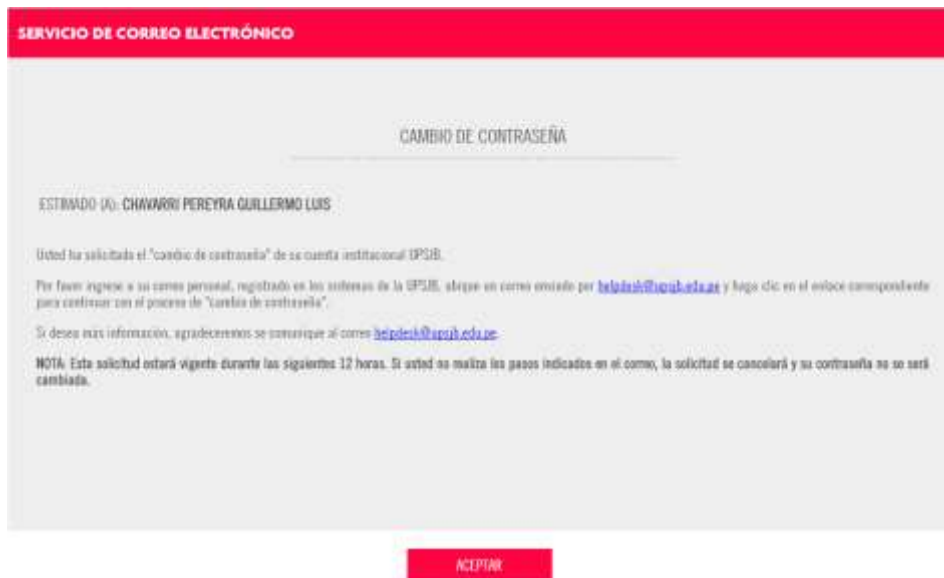 SERVICIO DE CORREO ELECTRÓNICO
CAMBIO DE CONTRASEÑA
ESTIMADO (A): CHAVARRI PEREYRA GUILLERMO LUIS
Usted ha solicitado el "cambio de contraseña" de su cuenta institucional UPSJB.
Por favor ingrese a su correo personal, registrado en los sistemas de la UPSJB, ubique un correo enviado por helpdesk@upsjb.edu.pe y haga clic en el enlace correspondiente
para continuar con el proceso de "cambio de contraseña".
Si desea más información, agradeceremos se comunique al correo helpdesk@upsjb.edu.pe.
NOTA: Esta solicitud estará vigente durante las siguientes 12 horas. Si usted no realiza los pasos indicados en el correo, la solicitud se cancelará y su contraseña no se será
cambiada.
ACEPTAR